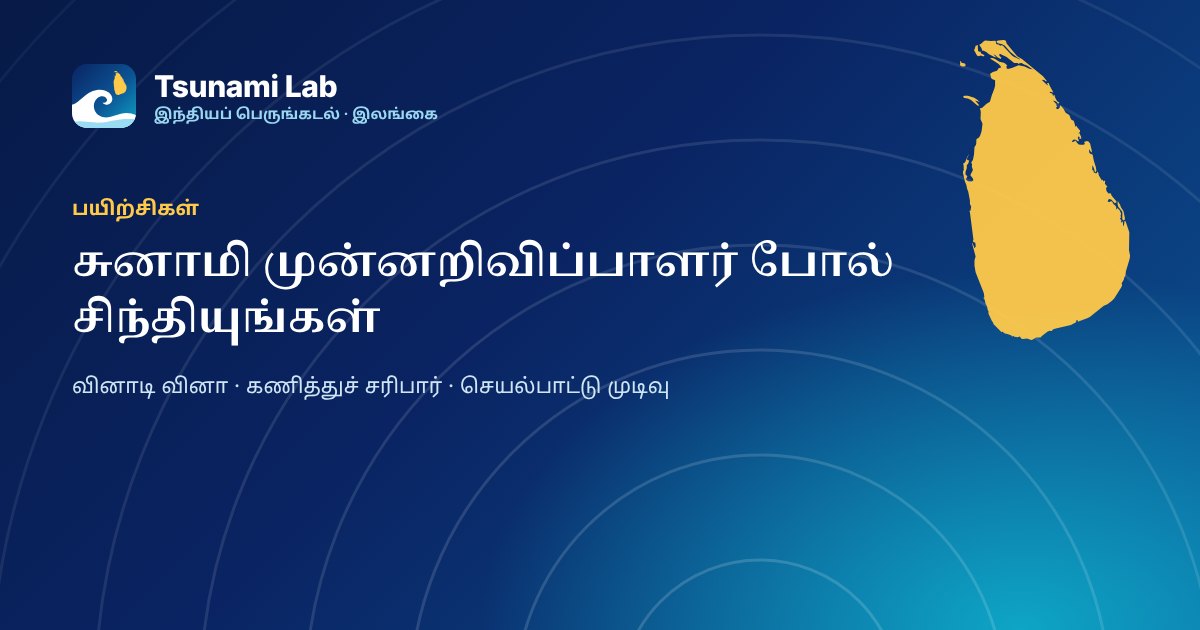 Tsunami Lab
இந்தியப் பெருங்கடல் · இலங்கை
பயிற்சிகள்
சுனாமி முன்னறிவிப்பாளர் போல்
சிந்தியுங்கள்
வினாடி வினா · கணித்துச் சரிபார் · செயல்பாட்டு முடிவு